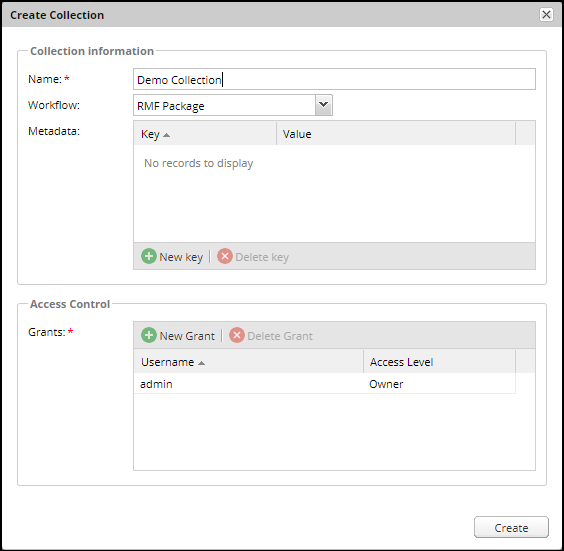 Create Collection
Collection information
Name: *
Demo Collection
Workflow:
RMF Package
Metadata:
Key Value
No records to display
New key Delete key
Access Control
Grants: *
New Grant Delete Grant
Username Access Level
admin Owner
Create